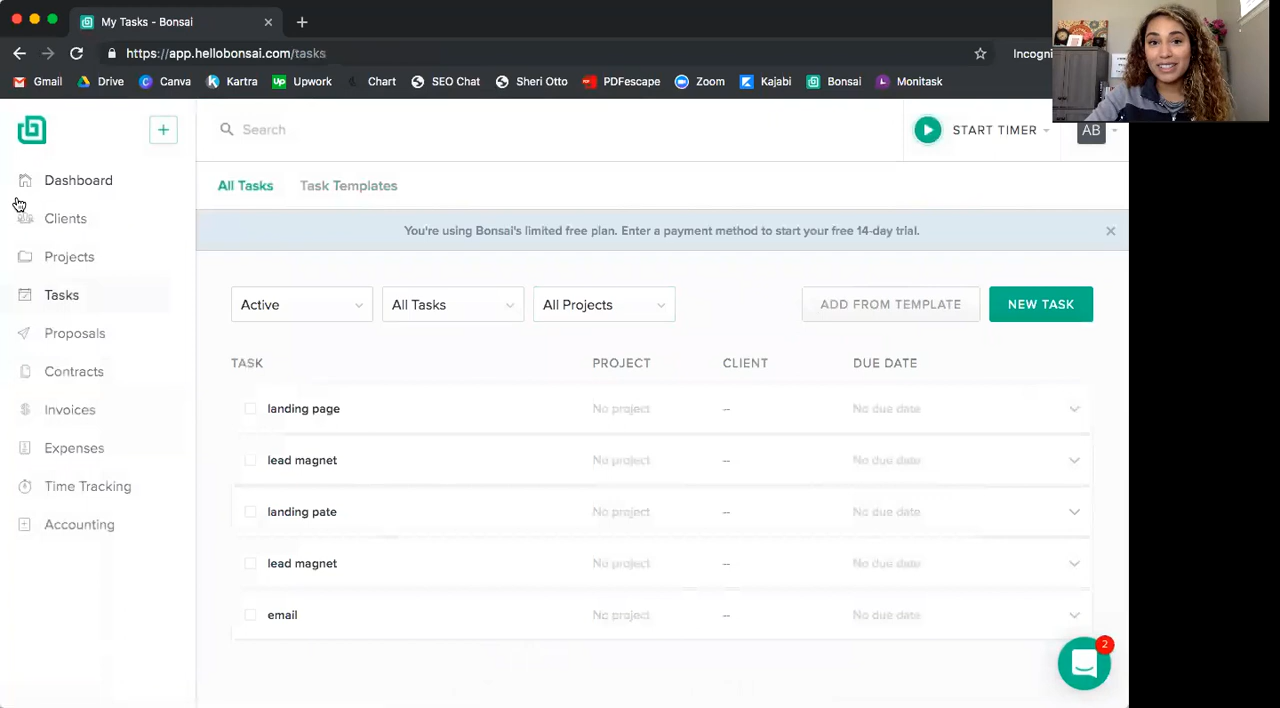 My Tasks - Bonsai
https://app.hellobonsai.com/tasks
Incogni
Gmail Drive Canva Kartra Up Upwork Chart SEO Clerk Sheri Ditto PDF PDFescape Zoom Kajabi Bonsai L Monitask
Search
START TIMER
AB
Dashboard
Clients
Projects
Tasks
Proposals
Contracts
Invoices
Expenses
Time Tracking
Accounting
All Tasks Task Templates
You're using Bonsai's limited free plan. Enter a payment method to start your free 14-day trial.
Active All Tasks All Projects ADD FROM TEMPLATE NEW TASK
TASK PROJECT CLIENT DUE DATE
landing page No project -- No due date
lead magnet No project -- No due date
landing pate No project -- No due date
lead magnet No project -- No due date
email No project -- No due date
2